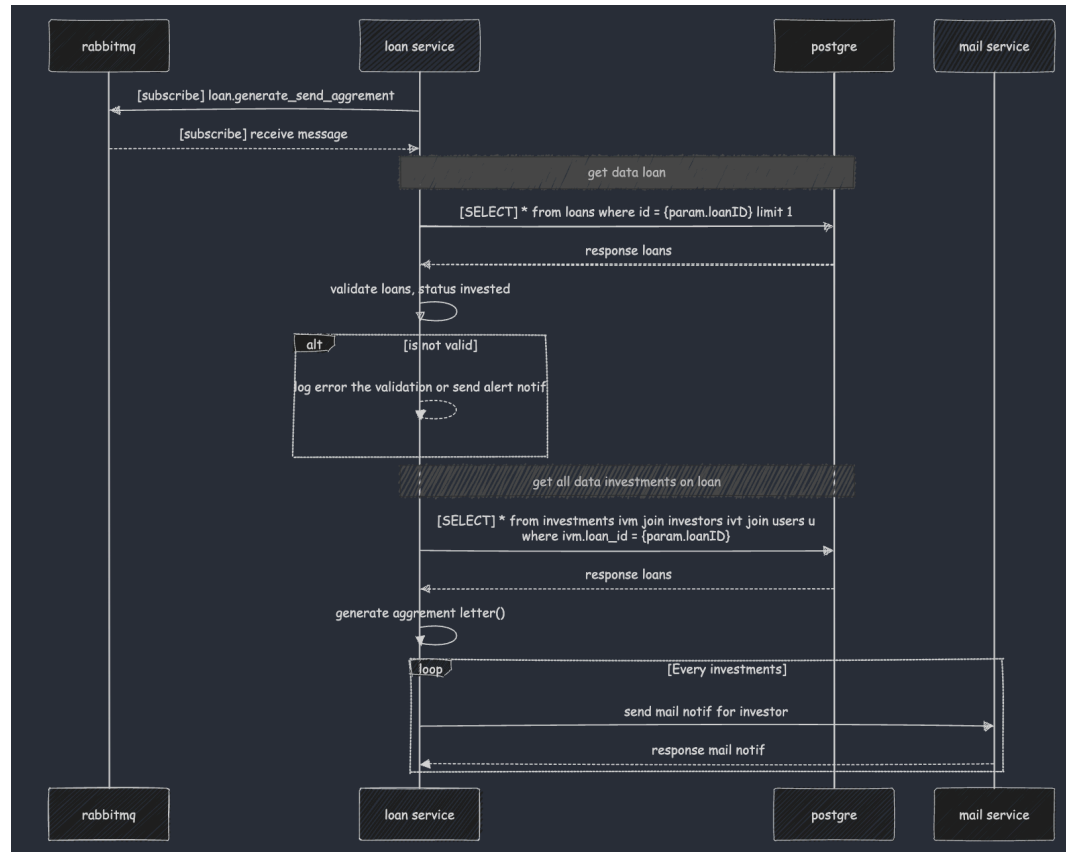 rabbitmq
loan service
postgre
mail service
[subscribe] loan.generate_send_aggrement
[subscribe] receive message
get data loan
[SELECT] * from loans where id = {param.loanID} limit 1
response loans
validate loans, status invested
alt
[is not valid]
log error the validation or send alert notif
get all data investments on loan
[SELECT] * from investments ivm join investors ivt join users u
where ivm.loan_id = {param.loanID}
response loans
generate aggrement letter()
loop
[Every investments]
send mail notif for investor
response mail notif
rabbitmq
loan service
postgre
mail service